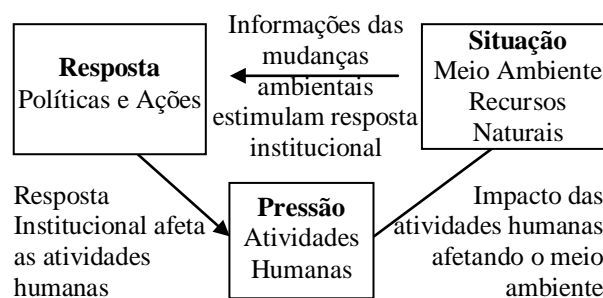 Resposta
Políticas e Ações
Informações das
mudanças
ambientais
estimulam resposta
institucional
Situação
Meio Ambiente
Recursos
Naturais
Resposta
Institucional afeta
as atividades
humanas
Pressão
Atividades
Humanas
Impacto das
atividades humanas
afetando o meio
ambiente